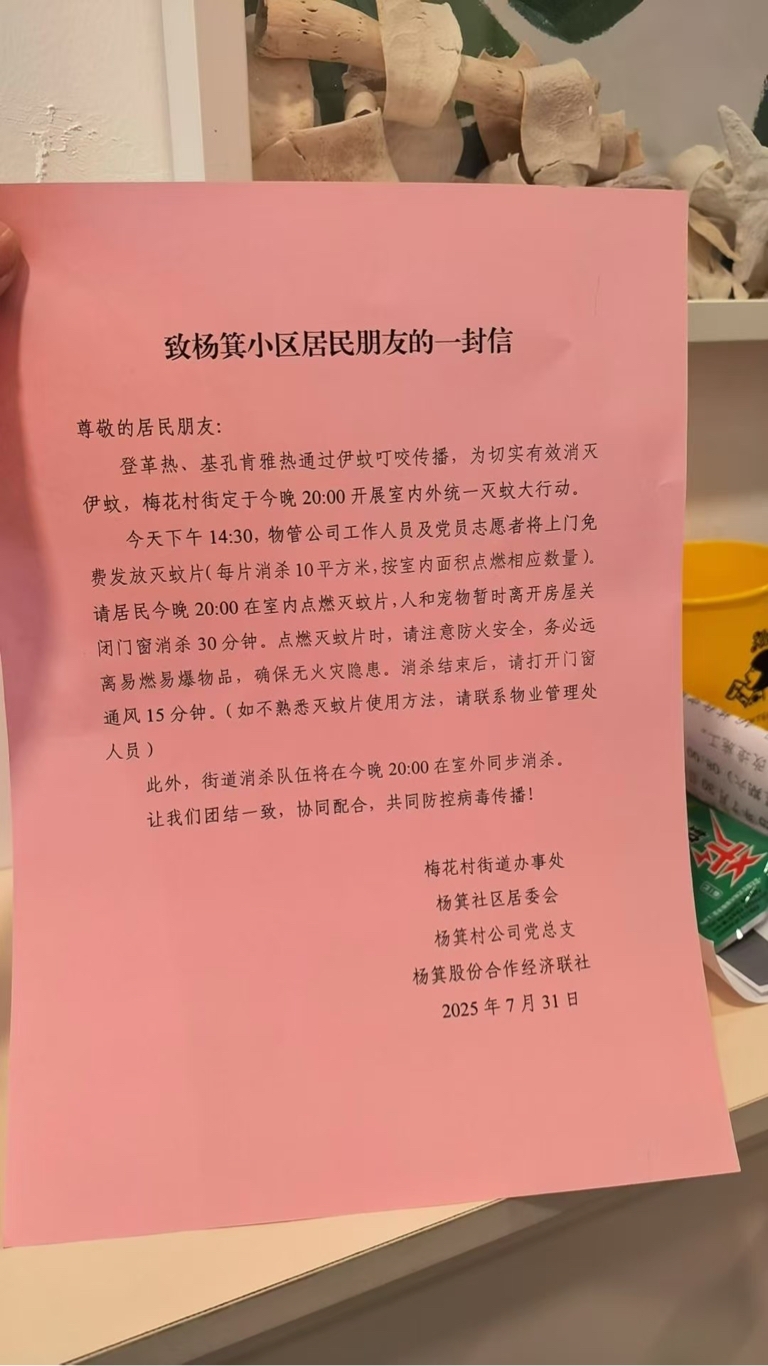 致杨箕小区居民朋友的一封信
尊敬的居民朋友：
登革热、基孔肯雅热通过伊蚊叮咬传播，为切实有效消灭
伊蚊，梅花村街定于今晚 20:00 开展室内外统一灭蚊大行动。
今天下午 14:30，物管公司工作人员及党员志愿者将上门免
费发放灭蚊片（每片消杀 10 平方米，按室内面积点燃相应数量）。
请居民今晚 20:00 在室内点燃灭蚊片，人和宠物暂时离开房屋关
闭门窗消杀 30 分钟。点燃灭蚊片时，请注意防火安全，务必远
离易燃易爆物品，确保无火灾隐患。消杀结束后，请打开门窗
通风 15 分钟。（如不熟悉灭蚊片使用方法，请联系物业管理处
人员）
此外，街道消杀队伍将在今晚 20:00 在室外同步消杀。
让我们团结一致，协同配合，共同防控病毒传播！
梅花村街道办事处
杨箕社区居委会
杨箕村公司党总支
杨箕股份合作经济联社
2025 年 7 月 31 日